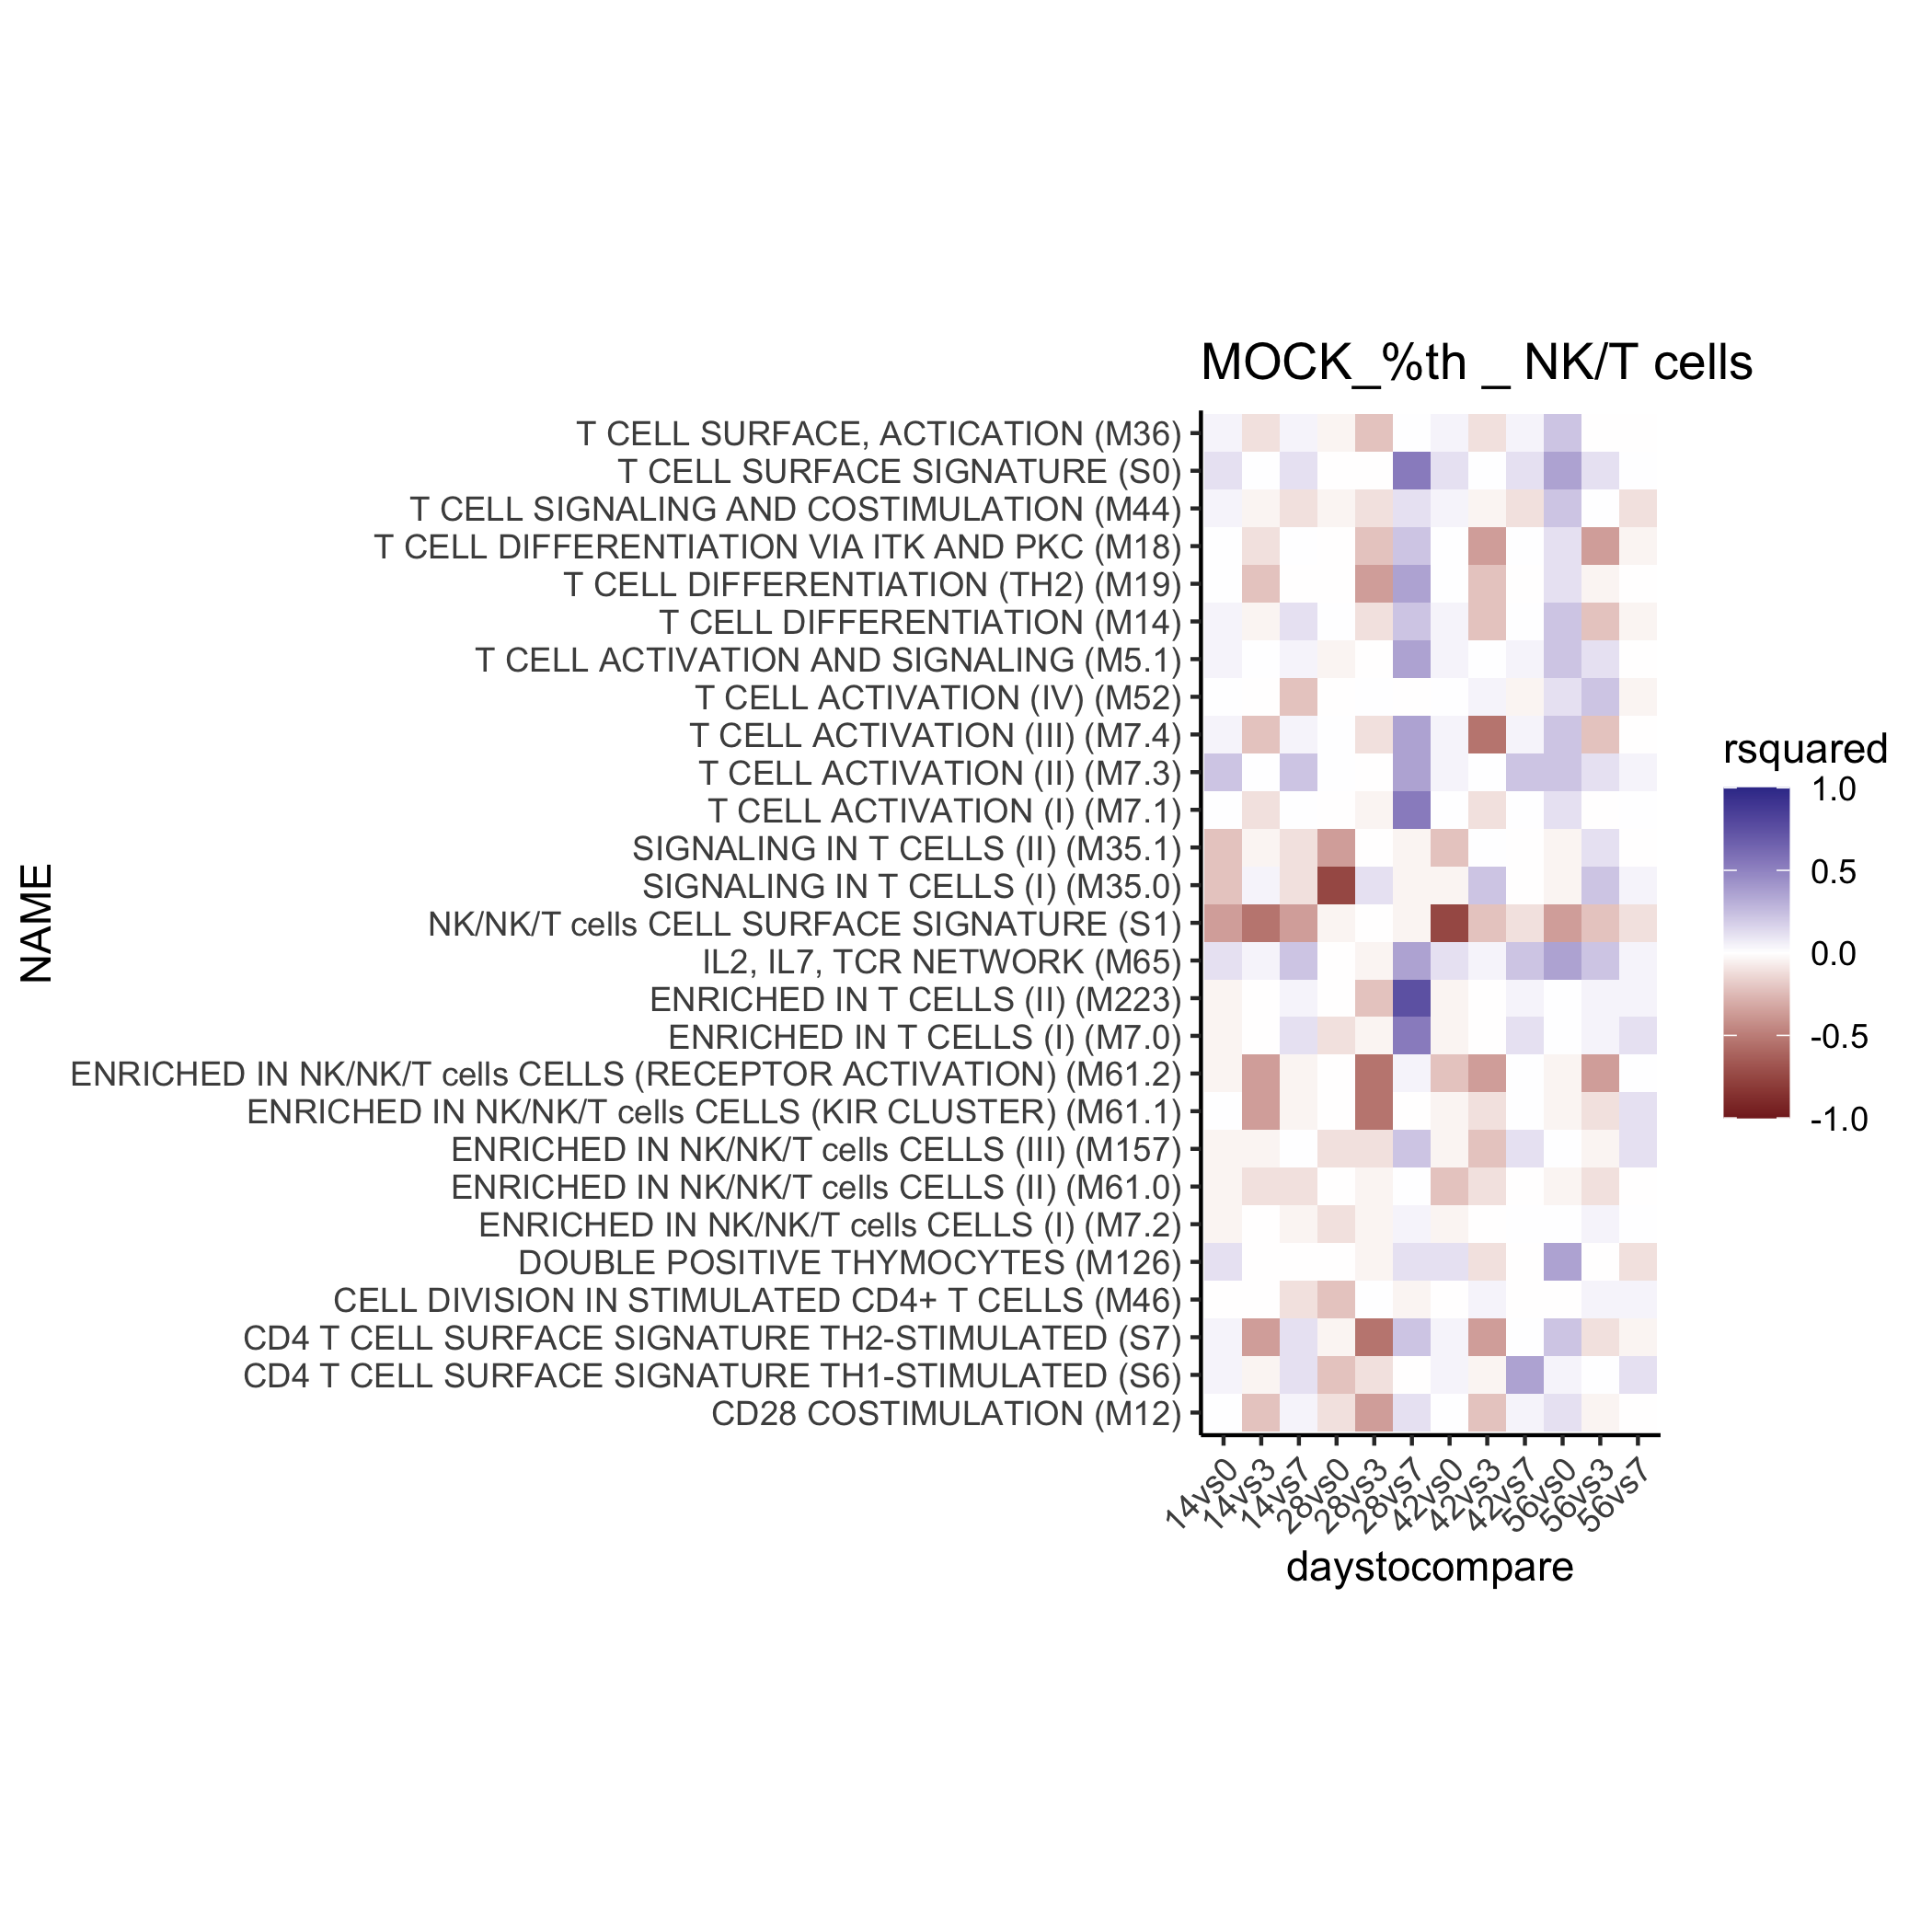 MOCK_%th _ NK/T cells
T CELL SURFACE, ACTICATION (M36)
T CELL SURFACE SIGNATURE (S0)
T CELL SIGNALING AND COSTIMULATION (M44)
T CELL DIFFERENTIATION VIA ITK AND PKC (M18)
T CELL DIFFERENTIATION (TH2) (M19)
T CELL DIFFERENTIATION (M14)
T CELL ACTIVATION AND SIGNALING (M5.1)
T CELL ACTIVATION (IV) (M52)
T CELL ACTIVATION (III) (M7.4)
T CELL ACTIVATION (II) (M7.3)
T CELL ACTIVATION (I) (M7.1)
SIGNALING IN T CELLS (II) (M35.1)
SIGNALING IN T CELLS (I) (M35.0)
NK/NK/T cells CELL SURFACE SIGNATURE (S1)
IL2, IL7, TCR NETWORK (M65)
ENRICHED IN T CELLS (II) (M223)
ENRICHED IN T CELLS (I) (M7.0)
ENRICHED IN NK/NK/T cells CELLS (RECEPTOR ACTIVATION) (M61.2)
ENRICHED IN NK/NK/T cells CELLS (KIR CLUSTER) (M61.1)
ENRICHED IN NK/NK/T cells CELLS (III) (M157)
ENRICHED IN NK/NK/T cells CELLS (II) (M61.0)
ENRICHED IN NK/NK/T cells CELLS (I) (M7.2)
DOUBLE POSITIVE THYMOCYTES (M126)
CELL DIVISION IN STIMULATED CD4+ T CELLS (M46)
CD4 T CELL SURFACE SIGNATURE TH2-STIMULATED (S7)
CD4 T CELL SURFACE SIGNATURE TH1-STIMULATED (S6)
CD28 COSTIMULATION (M12)
NAME
14vs0
14vs3
14vs7
28vs0
28vs3
28vs7
42vs0
42vs3
42vs7
56vs0
56vs3
56vs7
daystocompare
rsquared
1.0
0.5
0.0
-0.5
-1.0